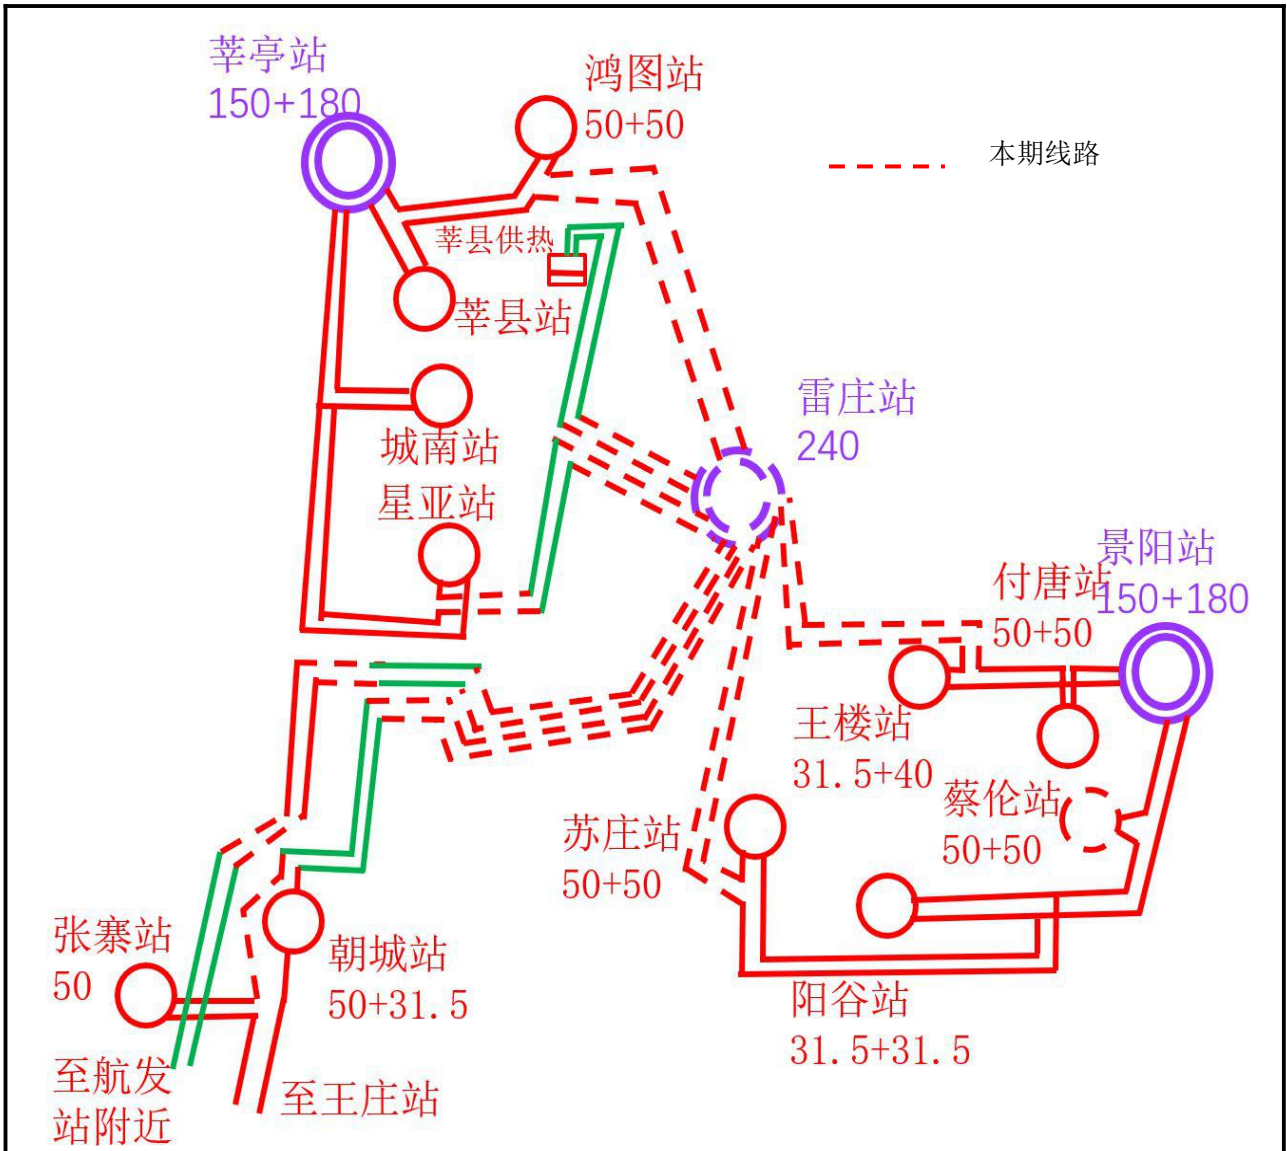 莘亭站
150+180
鸿图站
50+50
本期线路
莘县供热
莘县站
雷庄站
240
城南站
星亚站
景阳站
150+180
付唐站
50+50
王楼站
31.5+40
蔡伦站
50+50
苏庄站
50+50
张寨站
50
朝城站
50+31.5
阳谷站
31.5+31.5
至航发
站附近
至王庄站